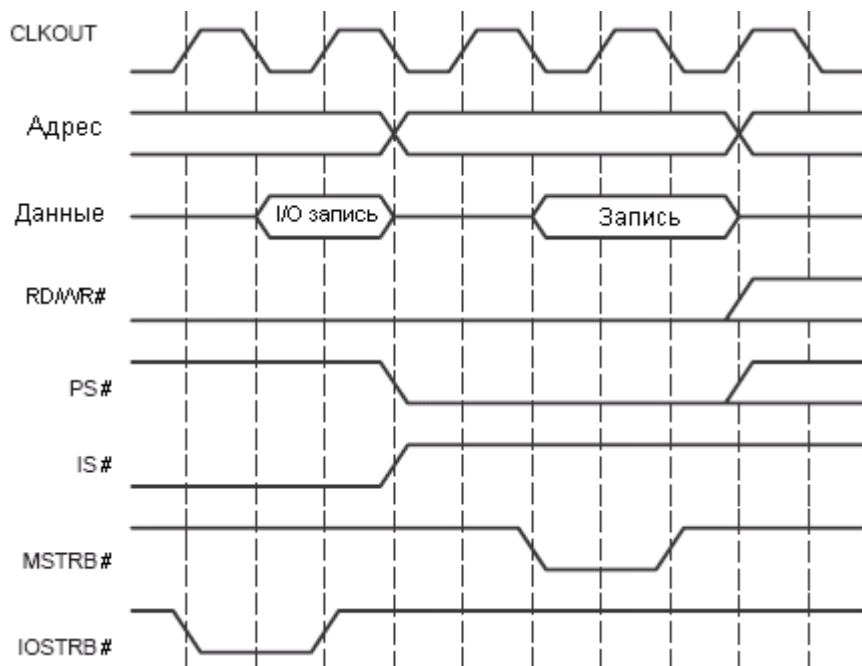 CLKOUT
Адрес
Данные
I/O запись
Запись
RD/WR#
PS#
IS#
MSTRB#
IOSTRB#